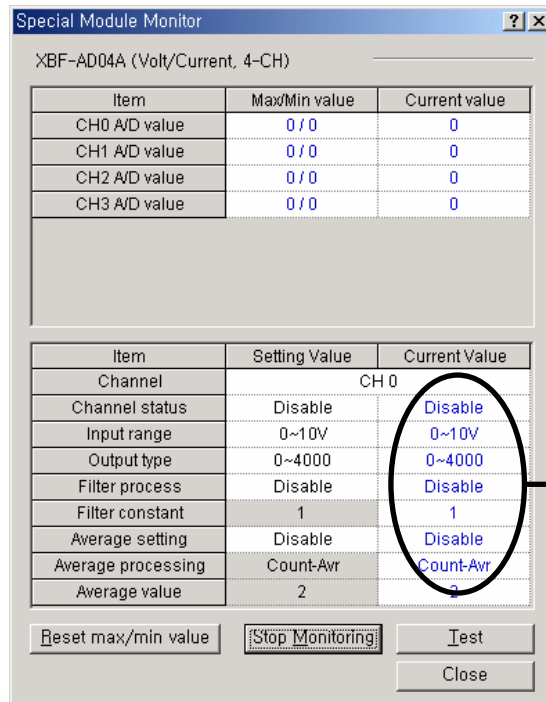 Special Module Monitor
XBF-AD04A (Volt/Current, 4-CH)
Item Max/Min value Current value
CH0 A/D value 0 / 0 0
CH1 A/D value 0 / 0 0
CH2 A/D value 0 / 0 0
CH3 A/D value 0 / 0 0
Item Setting Value Current Value
Channel CH 0
Channel status Disable Disable
Input range 0~10V 0~10V
Output type 0~4000 0~4000
Filter process Disable Disable
Filter constant 1 1
Average setting Disable Disable
Average processing Count-Avr Count-Avr
Average value 2 2
Reset max/min value Stop Monitoring Test
Close